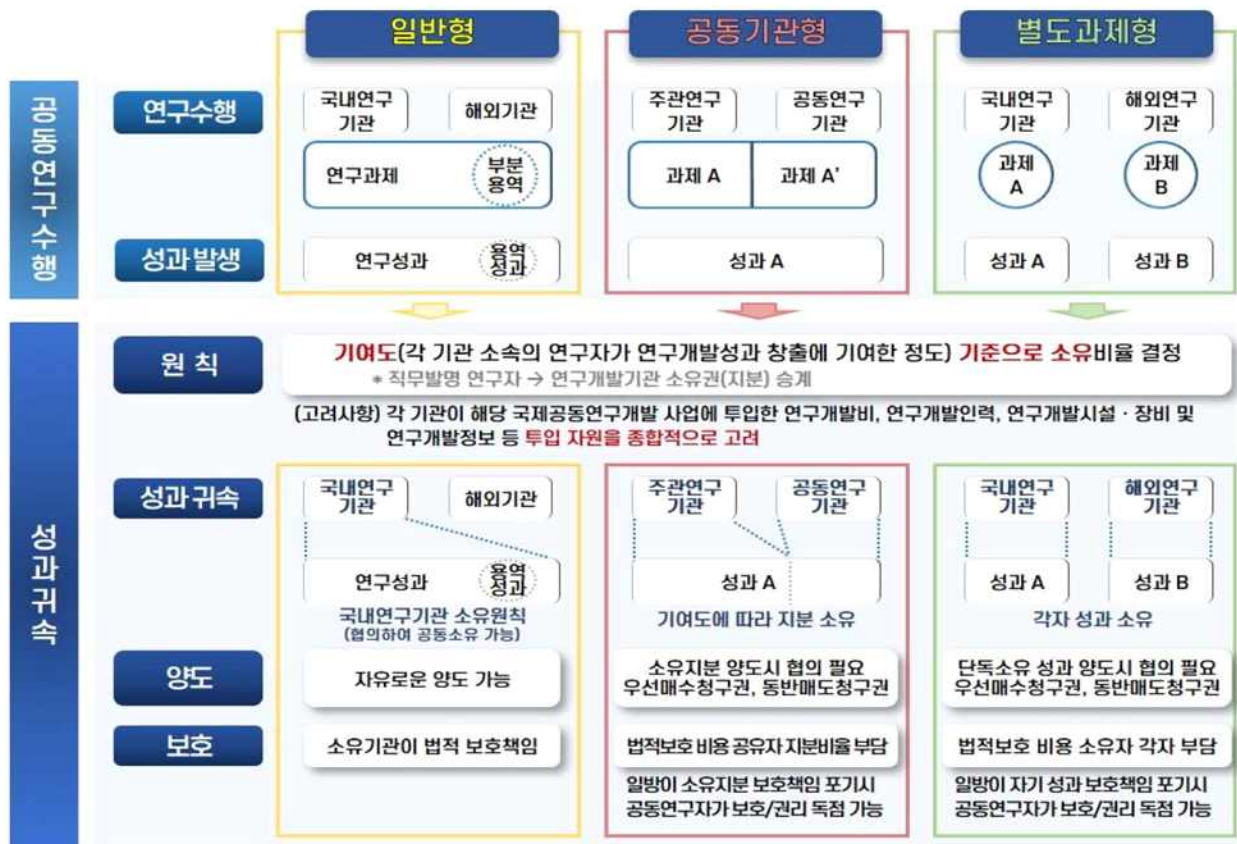 일반형
공동기관형
별도과제형
공동연구수행
연구수행
국내연구
기관
해외기관
주관연구
기관
공동연구
기관
국내연구
기관
해외연구
기관
연구과제
부분
용역
과제 A
과제 A'
과제
A
과제
B
성과 발생
연구성과
용역
성과
성과 A
성과 A
성과 B
성과귀속
원 칙
기여도(각 기관 소속의 연구자가 연구개발성과 창출에 기여한 정도) 기준으로 소유비율 결정
* 직무발명 연구자 → 연구개발기관 소유권(지분) 승계
(고려사항) 각 기관이 해당 국제공동연구개발 사업에 투입한 연구개발비, 연구개발인력, 연구개발시설 · 장비 및
연구개발정보 등 투입 자원을 종합적으로 고려
성과 귀속
국내연구
기관
해외기관
주관연구
기관
공동연구
기관
국내연구
기관
해외연구
기관
연구성과
용역
성과
성과 A
성과 A
성과 B
국내연구기관 소유원칙
(협의하여 공동소유 가능)
기여도에 따라 지분 소유
각자 성과 소유
양도
자유로운 양도 가능
소유지분 양도시 협의 필요
우선매수청구권, 동반매도청구권
단독소유 성과 양도시 협의 필요
우선매수청구권, 동반매도청구권
보호
소유기관이 법적 보호책임
법적보호 비용 공유자 지분비율 부담
법적보호 비용 소유자 각자 부담
일방이 소유지분 보호책임 포기시
공동연구자가 보호/권리 독점 가능
일방이 자기 성과 보호책임 포기시
공동연구자가 보호/권리 독점 가능